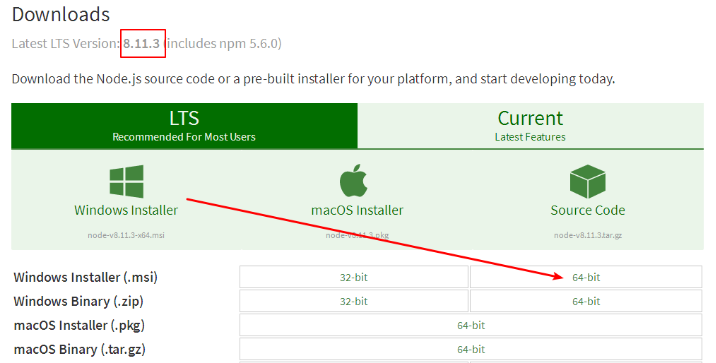 Downloads
Latest LTS Version: 8.11.3 (includes npm 5.6.0)
Download the Node.js source code or a pre-built installer for your platform, and start developing today.
LTS
Recommended For Most Users
Current
Latest Features
Windows Installer
node-v8.11.3-x64.msi
macOS Installer
node-v8.11.3.pkg
Source Code
node-v8.11.3.tar.gz
Windows Installer (.msi) 32-bit 64-bit
Windows Binary (.zip) 32-bit 64-bit
macOS Installer (.pkg) 64-bit
macOS Binary (.tar.gz) 64-bit